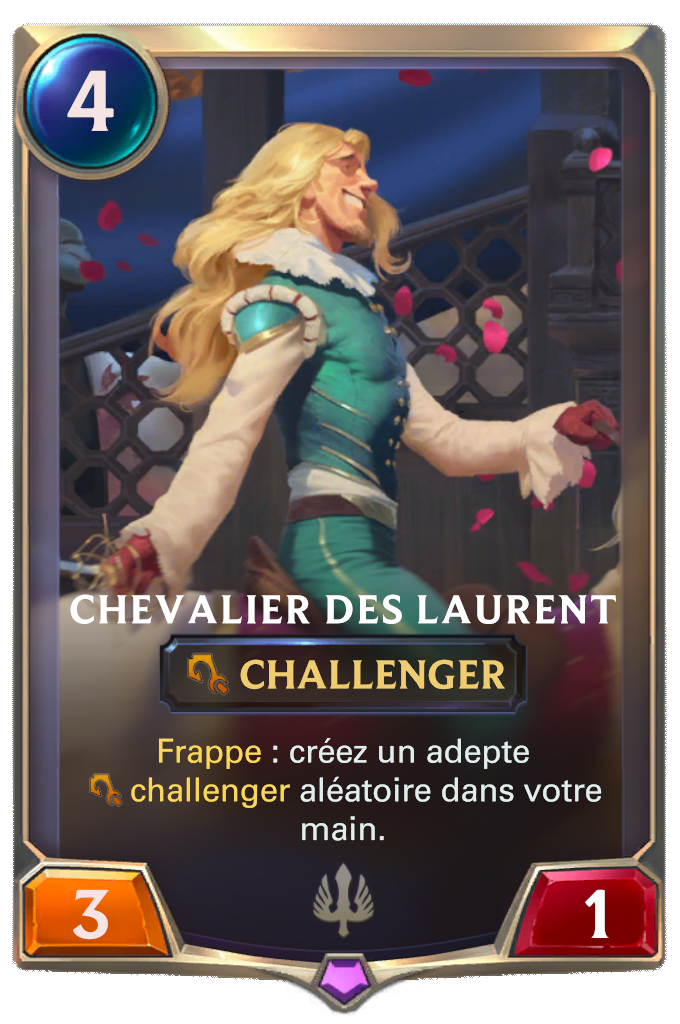 4
CHEVALIER DES LAURENT
CHALLENGER
Frappe : créez un adepte
challenger aléatoire dans votre
main.
3
1